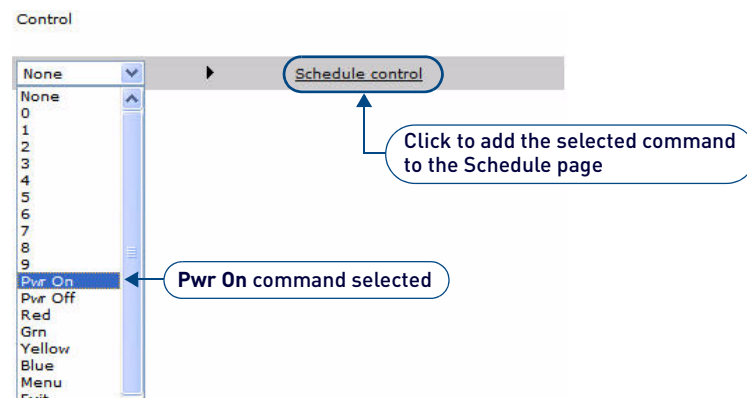 Control
None
Schedule control
None
0
1
2
3
4
5
6
7
8
9
Pwr On
Pwr Off
Red
Grn
Yellow
Blue
Menu
Exit
Click to add the selected command
to the Schedule page
Pwr On command selected